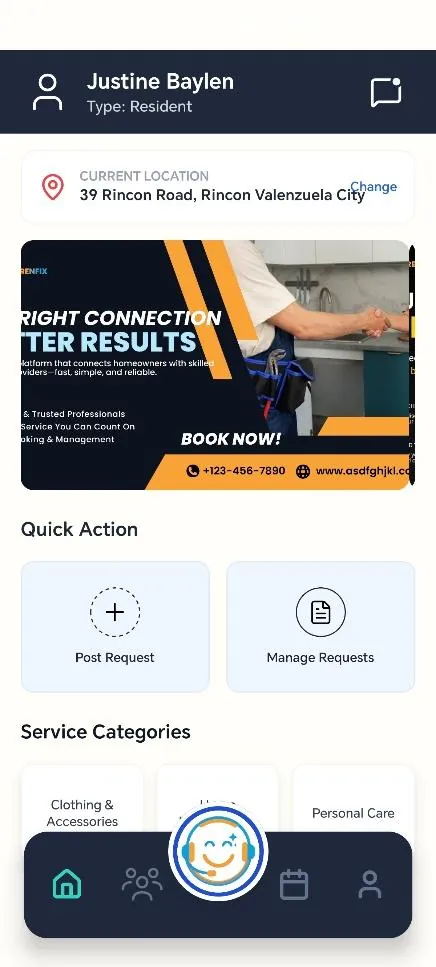 Justine Baylen
Type: Resident
CURRENT LOCATION
39 Rincon Road, Rincon Valenzuela City
Change
RENFIX
RIGHT CONNECTION
TTER RESULTS
latform that connects homeowners with skilled
oviders—fast, simple, and reliable.
& Trusted Professionals
Service You Can Count On
oking & Management
BOOK NOW!
+123-456-7890
www.asdfghjkl.co
Quick Action
Post Request
Manage Requests
Service Categories
Clothing &
Accessories
Personal Care